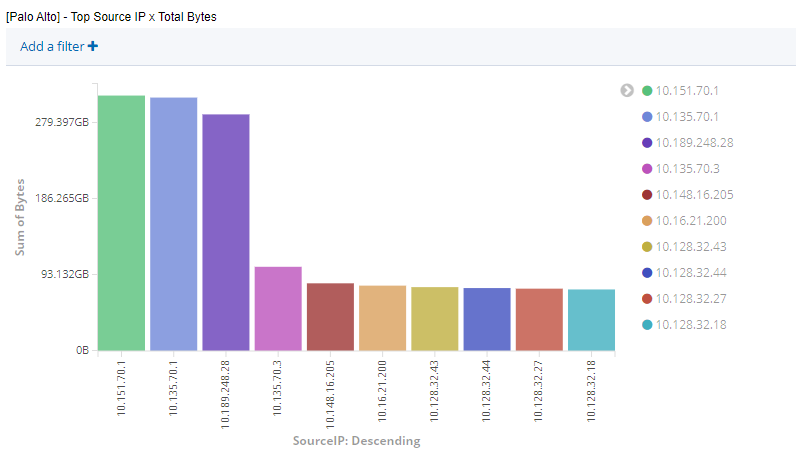 [Palo Alto] - Top Source IP x Total Bytes
Add a filter +
279.397GB
186.265GB
93.132GB
0B
Sum of Bytes
10.151.70.1
10.135.70.1
10.189.248.28
10.135.70.3
10.148.16.205
10.16.21.200
10.128.32.43
10.128.32.44
10.128.32.27
10.128.32.18
SourceIP: Descending
10.151.70.1
10.135.70.1
10.189.248.28
10.135.70.3
10.148.16.205
10.16.21.200
10.128.32.43
10.128.32.44
10.128.32.27
10.128.32.18